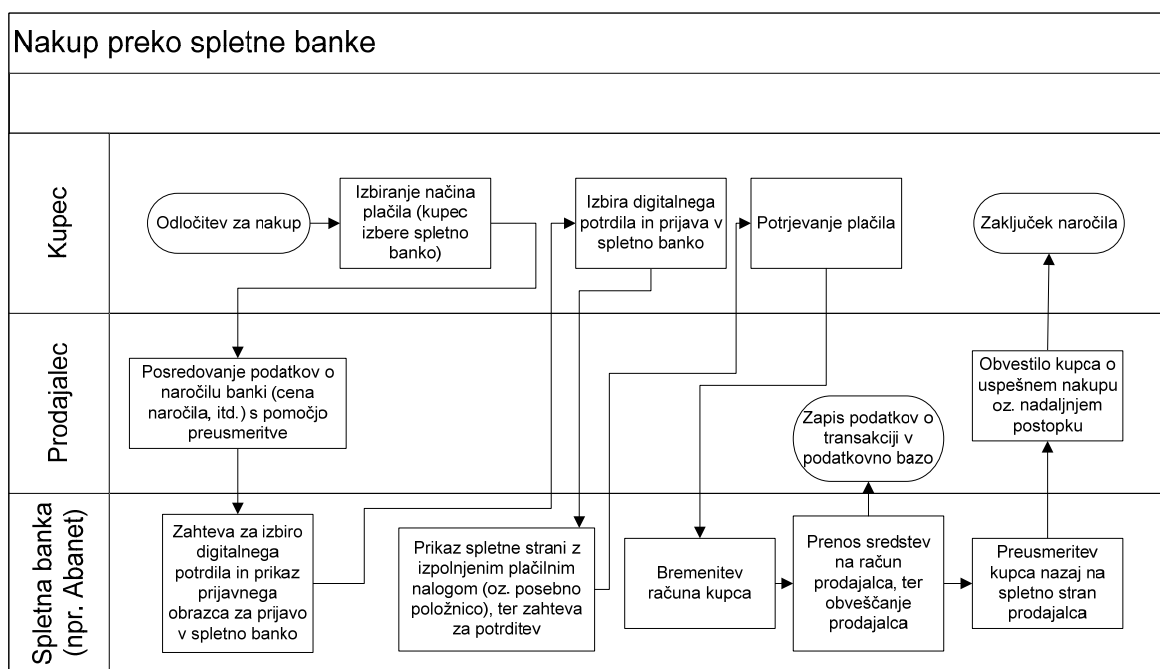 Nakup preko spletne banke
Kupec
Odločitev za nakup
Izbiranje načina
plačila (kupec
izbere spletno
banko)
Izbira digitalnega
potrdila in prijava v
spletno banko
Potrjevanje plačila
Zaključek naročila
Prodajalec
Posredovanje podatkov o
naročilu banki (cena
naročila, itd.) s pomočjo
preusmeritve
Zapis podatkov o
transakciji v
podatkovno bazo
Obvestilo kupca o
uspešnem nakupu
oz. nadaljnjem
postopku
Spletna banka
(npr. Abanet)
Zahteva za izbiro
digitalnega
potrdila in prikaz
prijavnega
obrazca za prijavo
v spletno banko
Prikaz spletne strani z
izpolnjenim plačilnim
nalogom (oz. posebno
položnico), ter zahteva
za potrditev
Bremenitev
računa kupca
Prenos sredstev
na račun
prodajalca, ter
obveščanje
prodajalca
Preusmeritev
kupca nazaj na
spletno stran
prodajalca